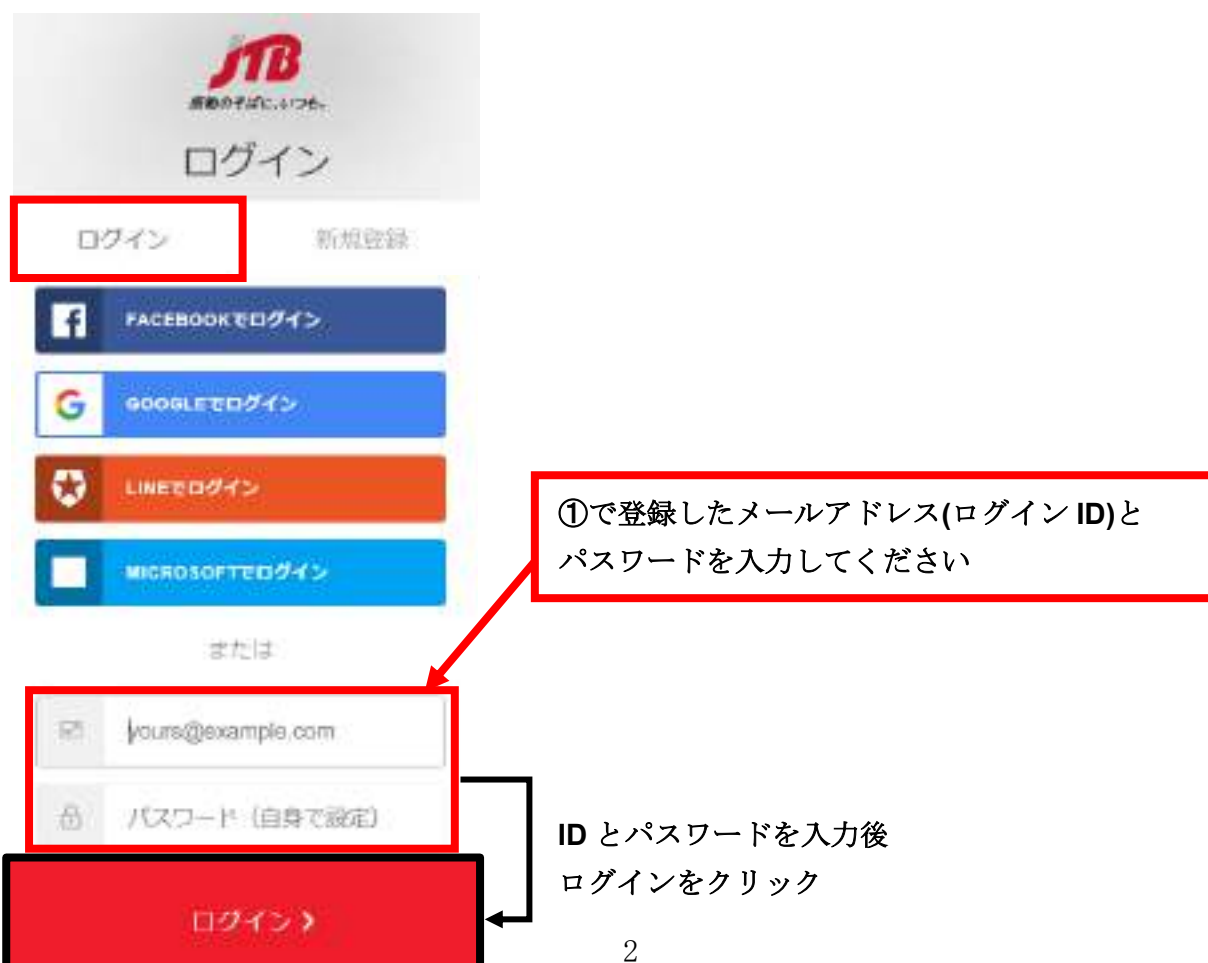 JTB
感動のそばに、いつも。
ログイン
ログイン
新規登録
FACEBOOKでログイン
GOOGLEでログイン
LINEでログイン
MICROSOFTでログイン
または
yours@example.com
パスワード（自身で設定）
ログイン
①で登録したメールアドレス(ログイン ID)と
パスワードを入力してください
ID とパスワードを入力後
ログインをクリック
2